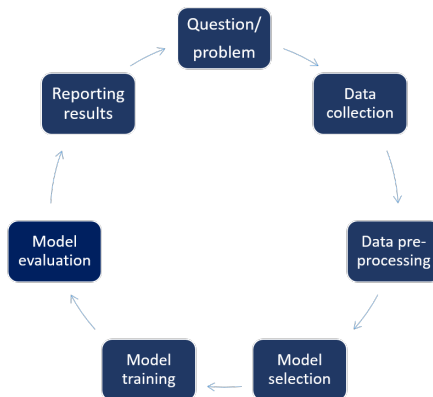 Question/
problem
Data
collection
Data pre-
processing
Model
selection
Model
training
Model
evaluation
Reporting
results